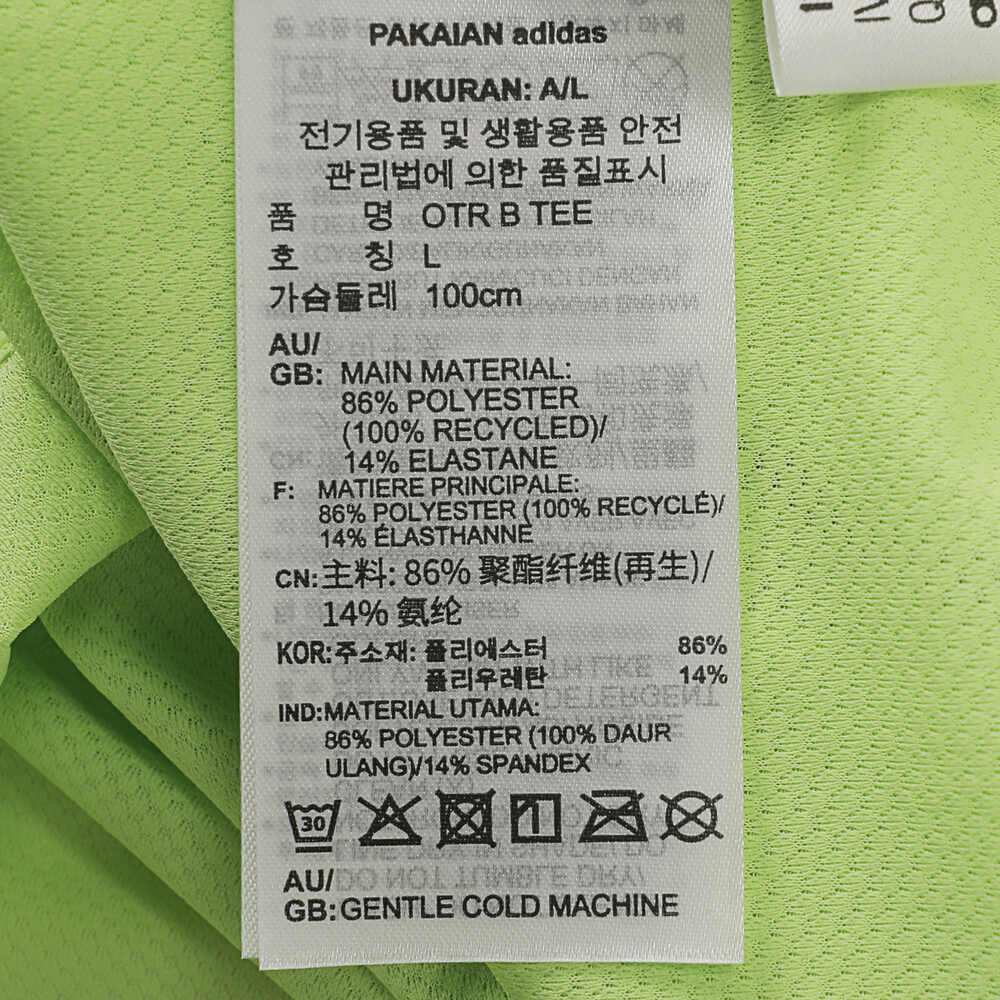 PAKAIAN adidas
UKURAN: A/L
전기용품 및 생활용품 안전
관리법에 의한 품질표시
품 명 OTR B TEE
호 칭 L
가슴둘레 100cm
AU/
GB: MAIN MATERIAL:
86% POLYESTER
(100% RECYCLED)/
14% ELASTANE
F: MATIERE PRINCIPALE:
86% POLYESTER (100% RECYCLÉ)/
14% ÉLASTHANNE
CN: 主料: 86% 聚酯纤维(再生)/
14% 氨纶
KOR: 주소재: 폴리에스터 86%
폴리우레탄 14%
IND: MATERIAL UTAMA:
86% POLYESTER (100% DAUR
ULANG)/14% SPANDEX
30
AU/
GB: GENTLE COLD MACHINE